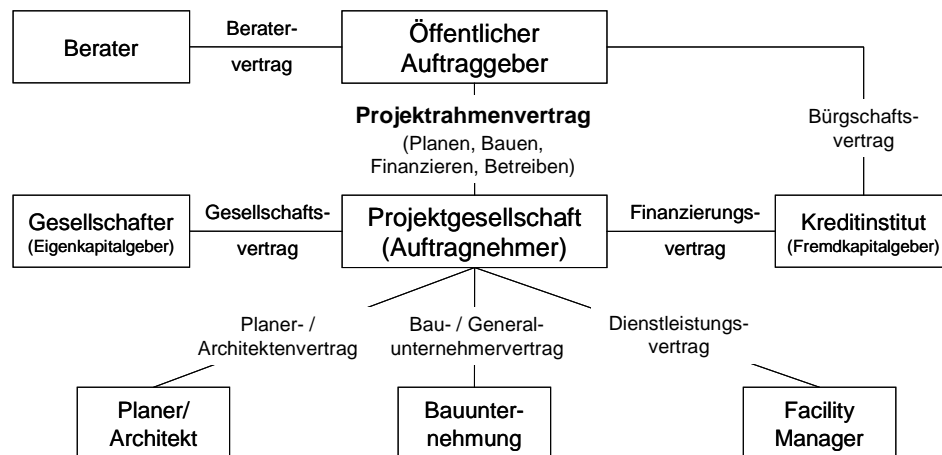 Berater
Berater-
vertrag
Öffentlicher
Auftraggeber
Projektrahmenvertrag
(Planen, Bauen,
Finanzieren, Betreiben)
Bürgschafts-
vertrag
Gesellschafter
(Eigenkapitalgeber)
Gesellschafts-
vertrag
Projektgesellschaft
(Auftragnehmer)
Finanzierungs-
vertrag
Kreditinstitut
(Fremdkapitalgeber)
Planer- /
Architektenvertrag
Bau- / General-
unternehmervertrag
Dienstleistungs-
vertrag
Planer/
Architekt
Bauunter-
nehmung
Facility
Manager